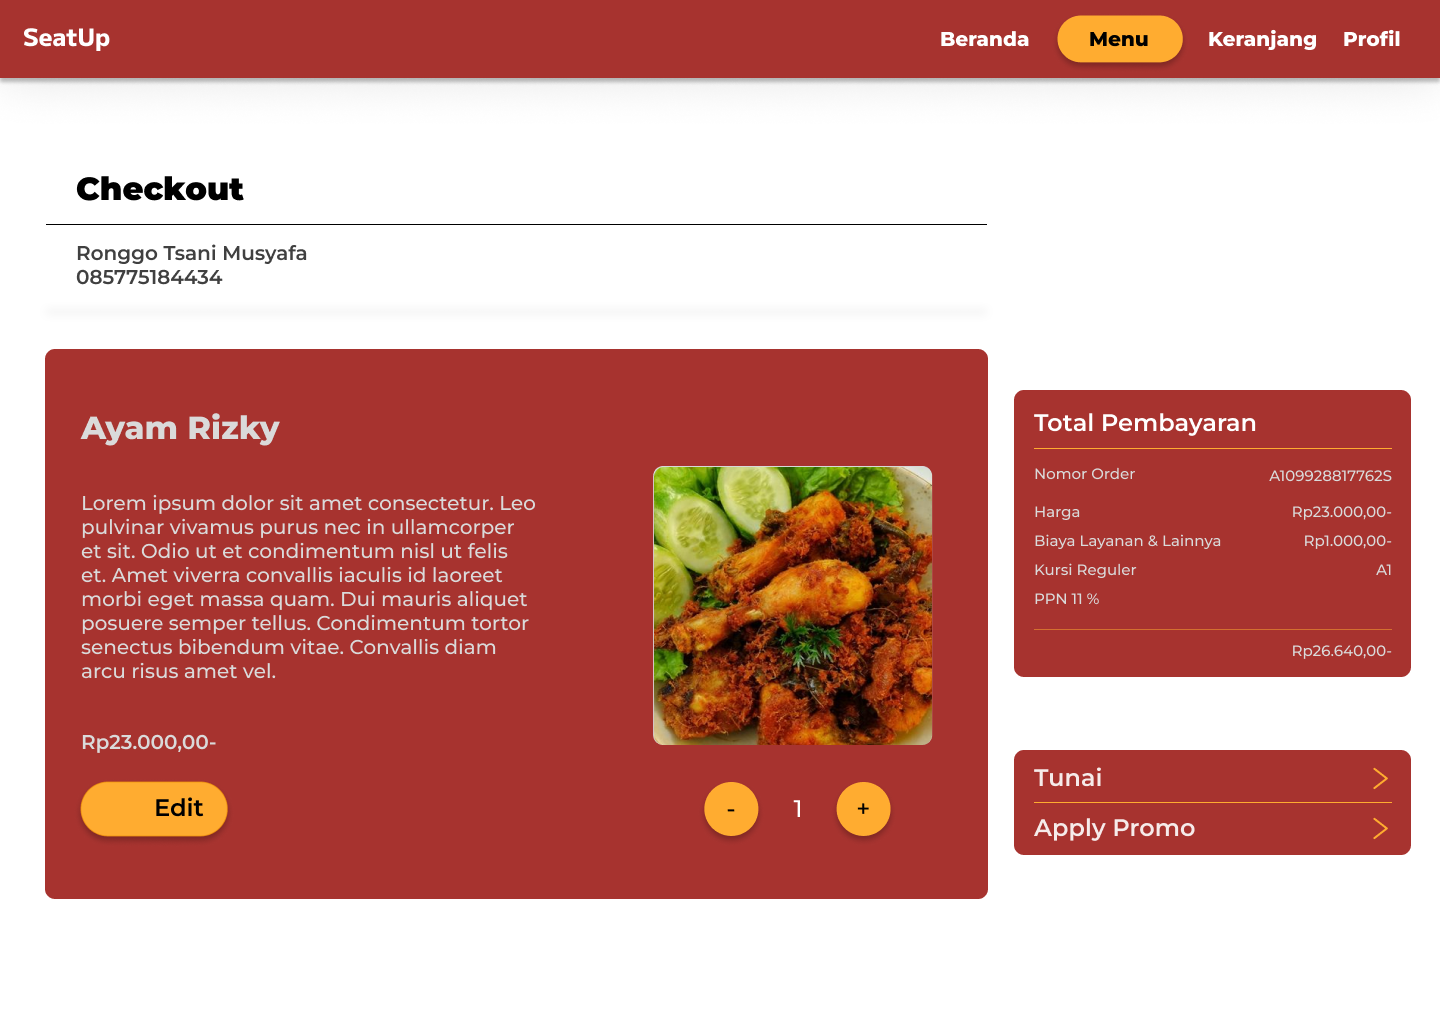 SeatUp
Beranda
Menu
Keranjang
Profil
Checkout
Ronggo Tsani Musyafa
085775184434
Ayam Rizky
Lorem ipsum dolor sit amet consectetur. Leo
pulvinar vivamus purus nec in ullamcorper
et sit. Odio ut et condimentum nisl ut felis
et. Amet viverra convallis iaculis id laoreet
morbi eget massa quam. Dui mauris aliquet
posuere semper tellus. Condimentum tortor
senectus bibendum vitae. Convallis diam
arcu risus amet vel.
Rp23.000,00-
Edit
- 1 +
Total Pembayaran
Nomor Order A109928817762S
Harga Rp23.000,00-
Biaya Layanan & Lainnya Rp1.000,00-
Kursi Reguler A1
PPN 11 %
Rp26.640,00-
Tunai
Apply Promo